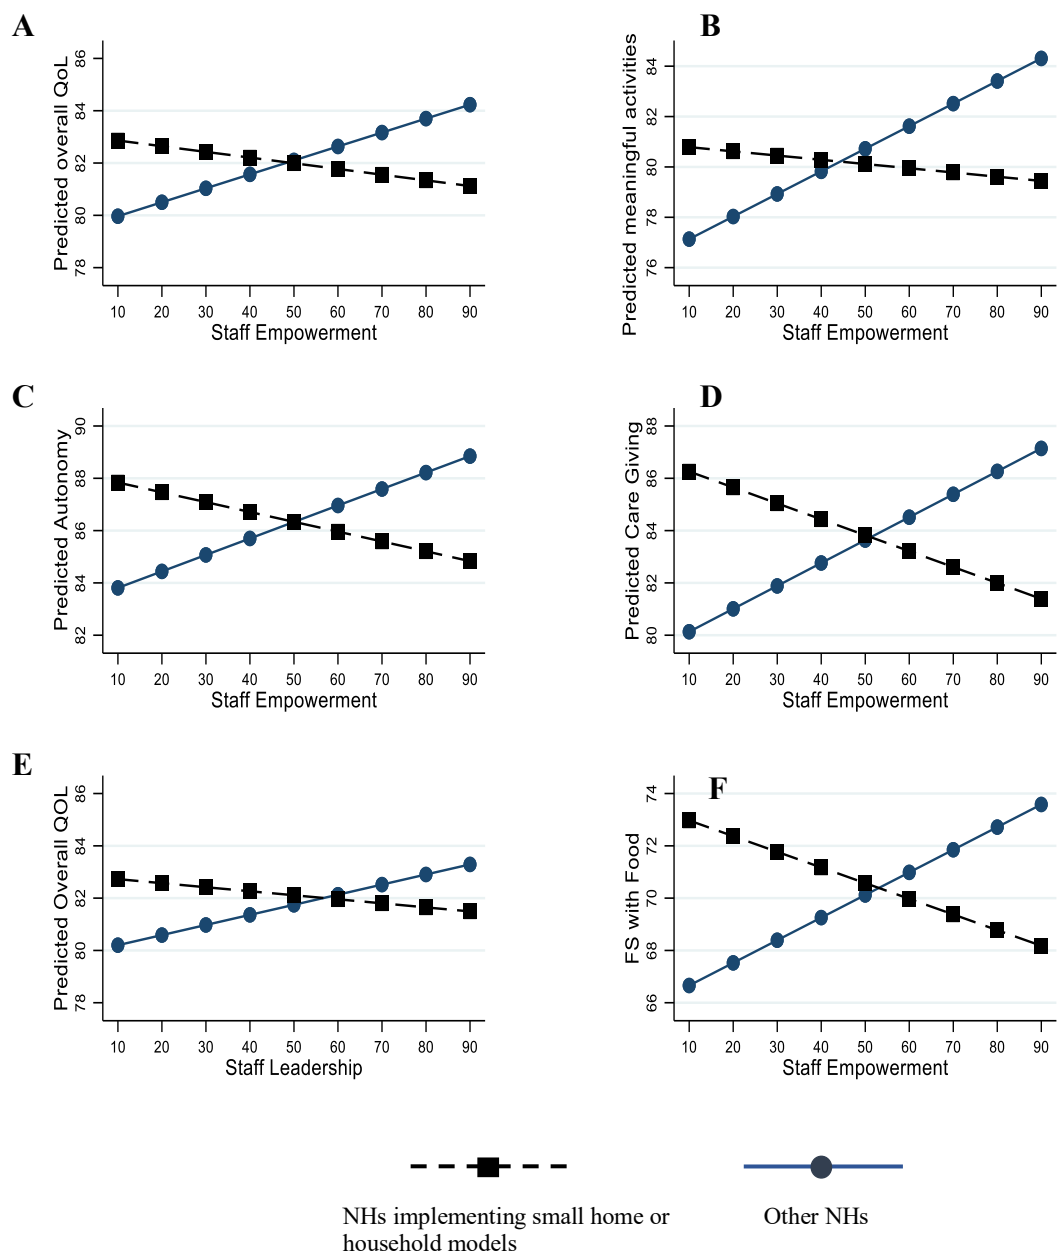 A
Predicted overall QoL
86
84
82
80
78
10 20 30 40 50 60 70 80 90
Staff Empowerment
B
Predicted meaningful activities
84
82
80
78
76
10 20 30 40 50 60 70 80 90
Staff Empowerment
C
Predicted Autonomy
90
88
86
84
82
10 20 30 40 50 60 70 80 90
Staff Empowerment
D
Predicted Care Giving
88
86
84
82
80
10 20 30 40 50 60 70 80 90
Staff Empowerment
E
Predicted Overall QOL
86
84
82
80
78
10 20 30 40 50 60 70 80 90
Staff Leadership
F
FS with Food
74
72
70
68
66
10 20 30 40 50 60 70 80 90
Staff Empowerment
NHs implementing small home or
household models
Other NHs